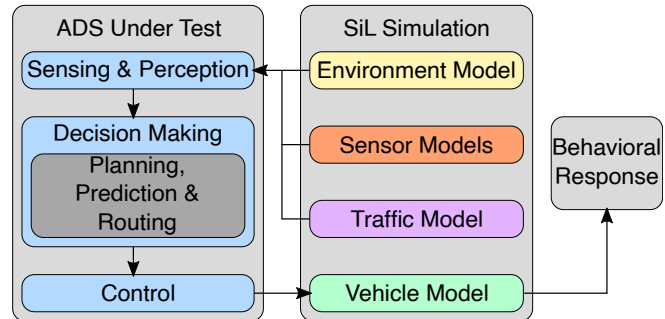 ADS Under Test
Sensing & Perception
Decision Making
Planning,
Prediction &
Routing
Control
SiL Simulation
Environment Model
Sensor Models
Traffic Model
Vehicle Model
Behavioral
Response